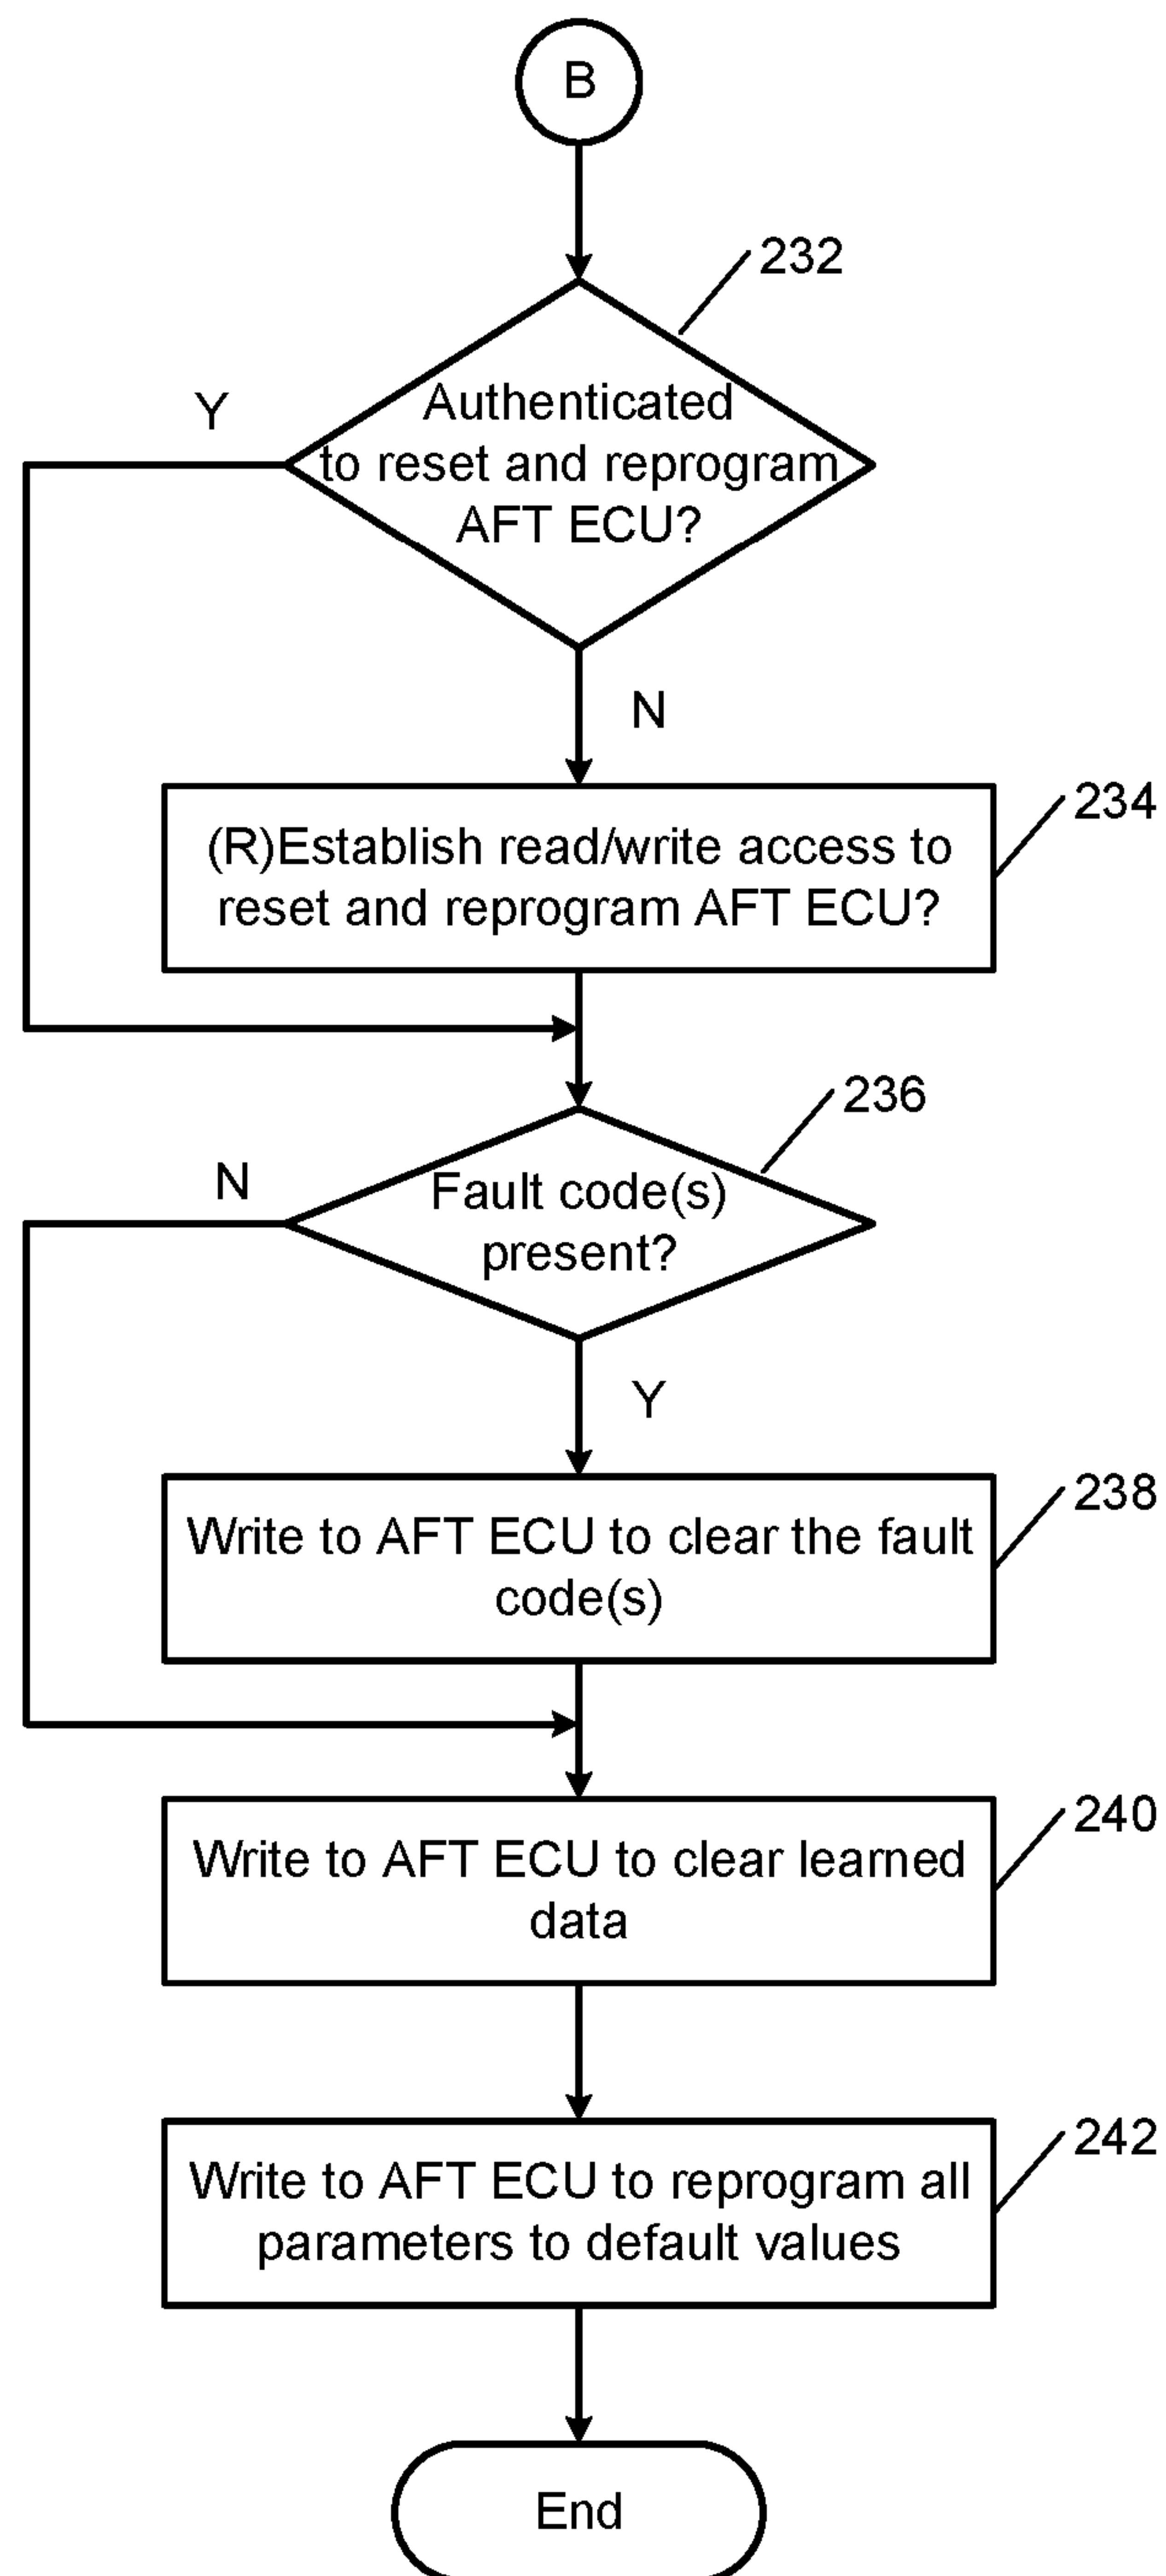 B
232
Y
Authenticated
to reset and reprogram
AFT ECU?
N
234
(R)Establish read/write access to
reset and reprogram AFT ECU?
236
N
Fault code(s)
present?
Y
238
Write to AFT ECU to clear the fault
code(s)
240
Write to AFT ECU to clear learned
data
242
Write to AFT ECU to reprogram all
parameters to default values
End